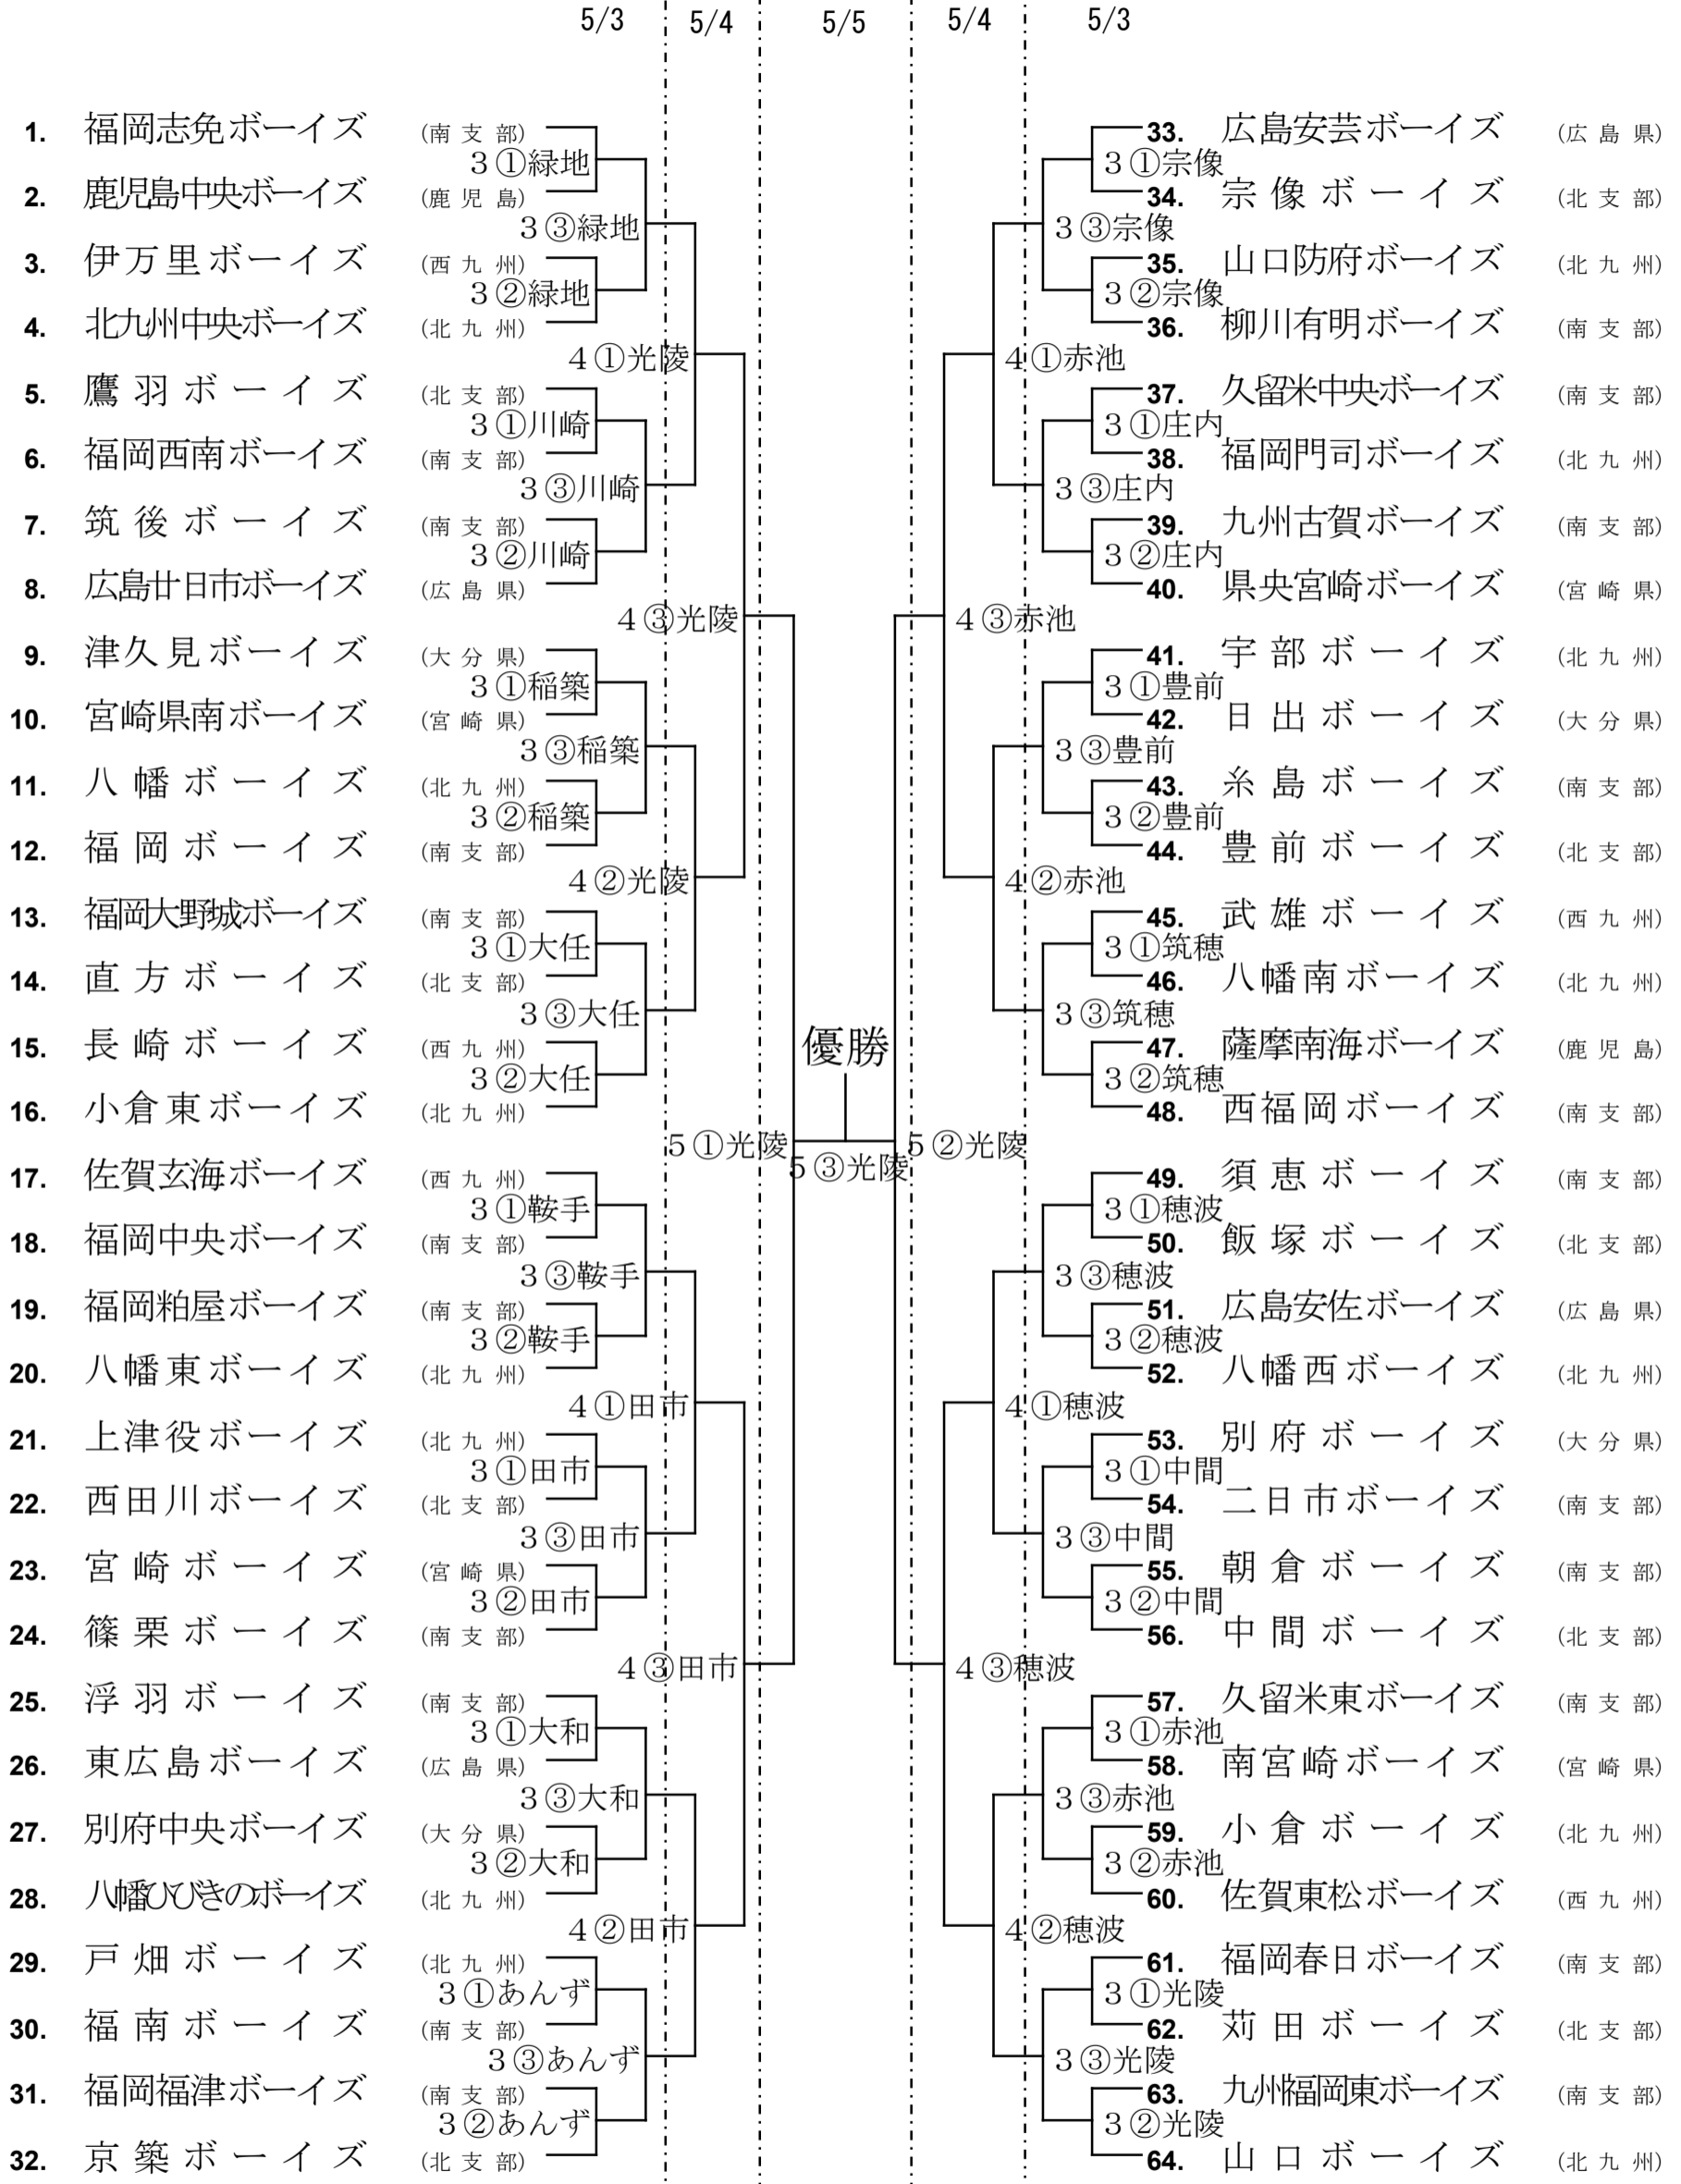 5/3 5/4 5/5 5/4 5/3
1. 福岡志免ボーイズ (南支部) 33. 広島安芸ボーイズ (広島県)
3①緑地 3①宗像
2. 鹿児島中央ボーイズ (鹿児島) 34. 宗像ボーイズ (北支部)
3③緑地 3③宗像
3. 伊万里ボーイズ (西九州) 35. 山口防府ボーイズ (北九州)
3②緑地 3②宗像
4. 北九州中央ボーイズ (北九州) 36. 柳川有明ボーイズ (南支部)
4①光陵 4①赤池
5. 鷹羽ボーイズ (北支部) 37. 久留米中央ボーイズ (南支部)
3①川崎 3①庄内
6. 福岡西南ボーイズ (南支部) 38. 福岡門司ボーイズ (北九州)
3③川崎 3③庄内
7. 筑後ボーイズ (南支部) 39. 九州古賀ボーイズ (南支部)
3②川崎 3②庄内
8. 広島廿日市ボーイズ (広島県) 40. 県央宮崎ボーイズ (宮崎県)
4③光陵 4③赤池
9. 津久見ボーイズ (大分県) 41. 宇部ボーイズ (北九州)
3①稲築 3①豊前
10. 宮崎県南ボーイズ (宮崎県) 42. 日出ボーイズ (大分県)
3③稲築 3③豊前
11. 八幡ボーイズ (北九州) 43. 糸島ボーイズ (南支部)
3②稲築 3②豊前
12. 福岡ボーイズ (南支部) 44. 豊前ボーイズ (北支部)
4②光陵 4②赤池
13. 福岡大野城ボーイズ (南支部) 45. 武雄ボーイズ (西九州)
3①大任 3①筑穂
14. 直方ボーイズ (北支部) 46. 八幡南ボーイズ (北九州)
3③大任 3③筑穂
15. 長崎ボーイズ (西九州) 優勝 47. 薩摩南海ボーイズ (鹿児島)
3②大任 3②筑穂
16. 小倉東ボーイズ (北九州) 48. 西福岡ボーイズ (南支部)
5①光陵 5③光陵 5②光陵
17. 佐賀玄海ボーイズ (西九州) 49. 須恵ボーイズ (南支部)
3①鞍手 3①穂波
18. 福岡中央ボーイズ (南支部) 50. 飯塚ボーイズ (北支部)
3③鞍手 3③穂波
19. 福岡粕屋ボーイズ (南支部) 51. 広島安佐ボーイズ (広島県)
3②鞍手 3②穂波
20. 八幡東ボーイズ (北九州) 52. 八幡西ボーイズ (北九州)
4①田市 4①穂波
21. 上津役ボーイズ (北九州) 53. 別府ボーイズ (大分県)
3①田市 3①中間
22. 西田川ボーイズ (北支部) 54. 二日市ボーイズ (南支部)
3③田市 3③中間
23. 宮崎ボーイズ (宮崎県) 55. 朝倉ボーイズ (南支部)
3②田市 3②中間
24. 篠栗ボーイズ (南支部) 56. 中間ボーイズ (北支部)
4③田市 4③穂波
25. 浮羽ボーイズ (南支部) 57. 久留米東ボーイズ (南支部)
3①大和 3①赤池
26. 東広島ボーイズ (広島県) 58. 南宮崎ボーイズ (宮崎県)
3③大和 3③赤池
27. 別府中央ボーイズ (大分県) 59. 小倉ボーイズ (北九州)
3②大和 3②赤池
28. 八幡ひびきのボーイズ (北九州) 60. 佐賀東松ボーイズ (西九州)
4②田市 4②穂波
29. 戸畑ボーイズ (北九州) 61. 福岡春日ボーイズ (南支部)
3①あんず 3①光陵
30. 福南ボーイズ (南支部) 62. 苅田ボーイズ (北支部)
3③あんず 3③光陵
31. 福岡福津ボーイズ (南支部) 63. 九州福岡東ボーイズ (南支部)
3②あんず 3②光陵
32. 京築ボーイズ (北支部) 64. 山口ボーイズ (北九州)